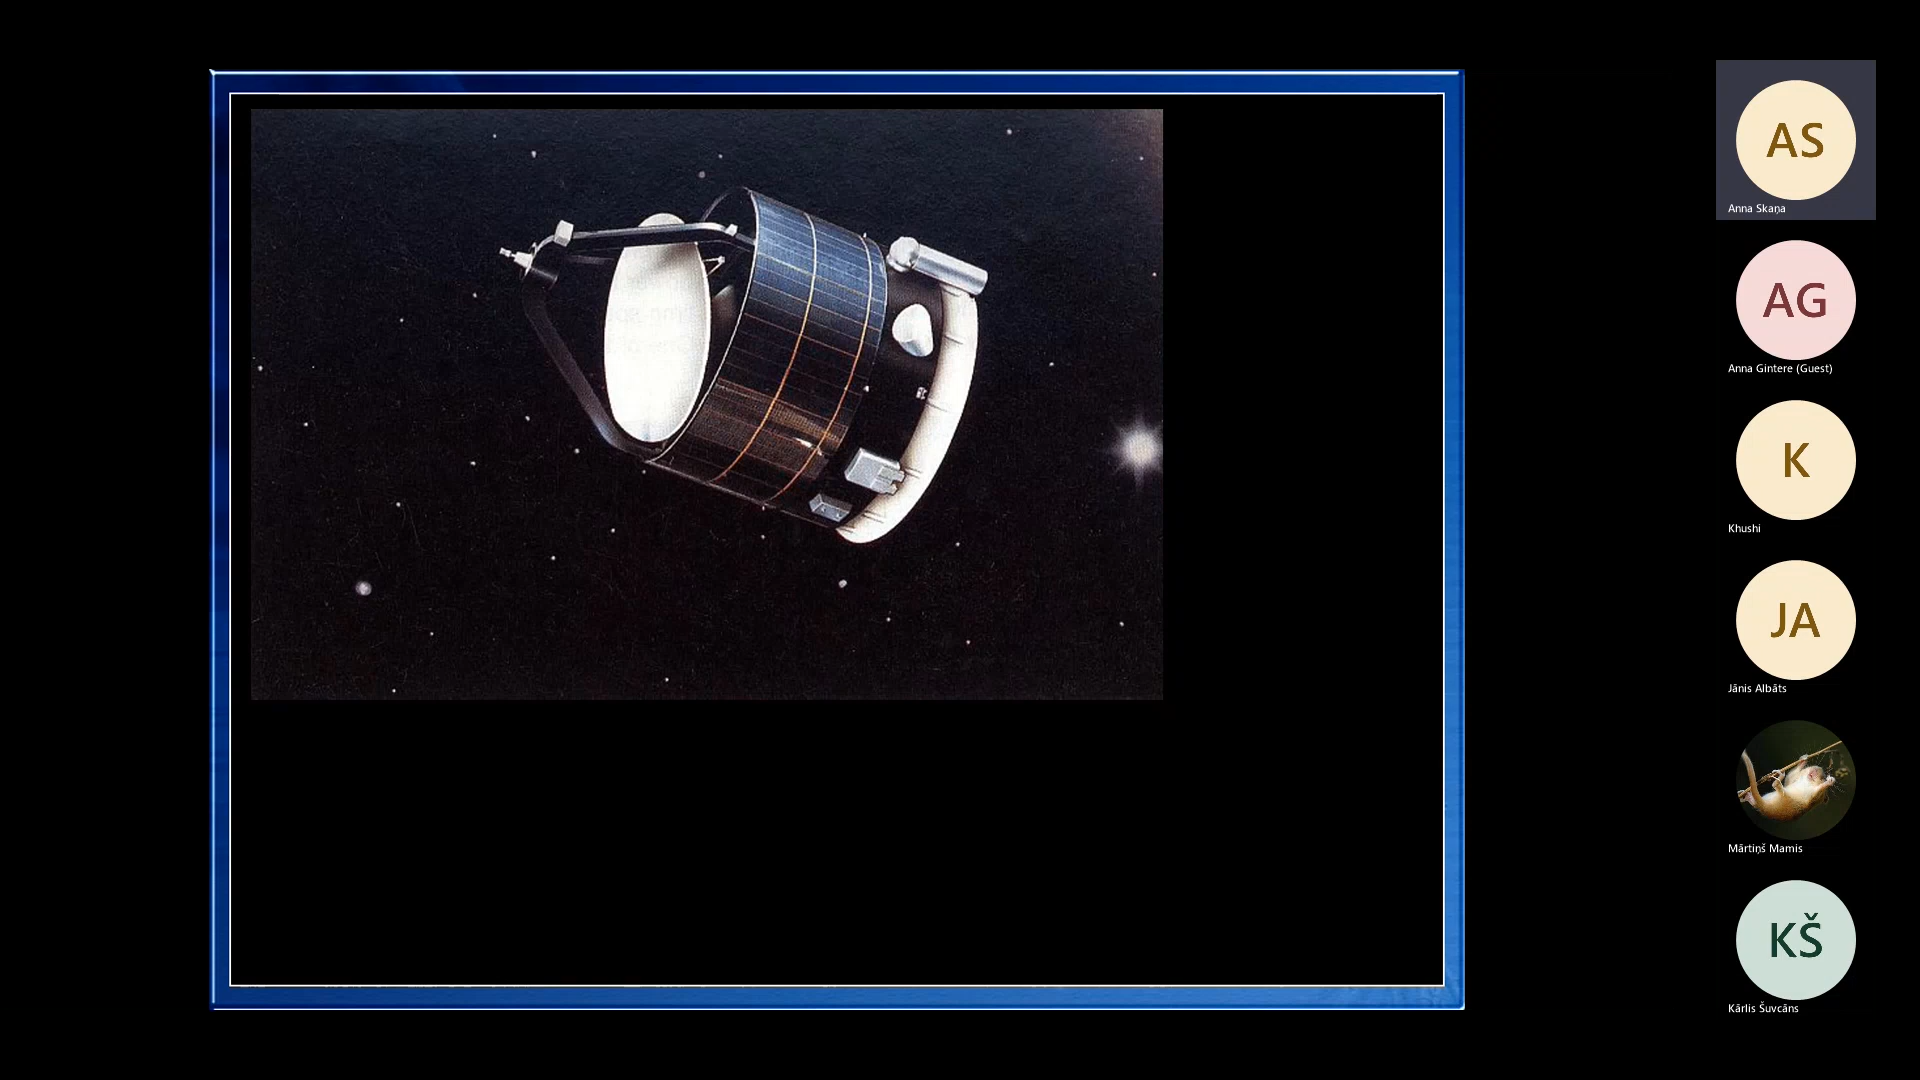 AS
Anna Skaņa
AG
Anna Gintere (Guest)
K
Khushi
JA
Jānis Albāts
Mārtiņš Mamis
KŠ
Kārlis Šuvcāns